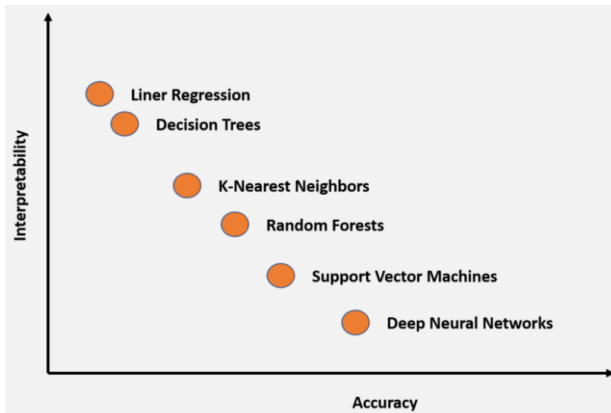 Liner Regression
Decision Trees
K-Nearest Neighbors
Random Forests
Support Vector Machines
Deep Neural Networks
Interpretability
Accuracy